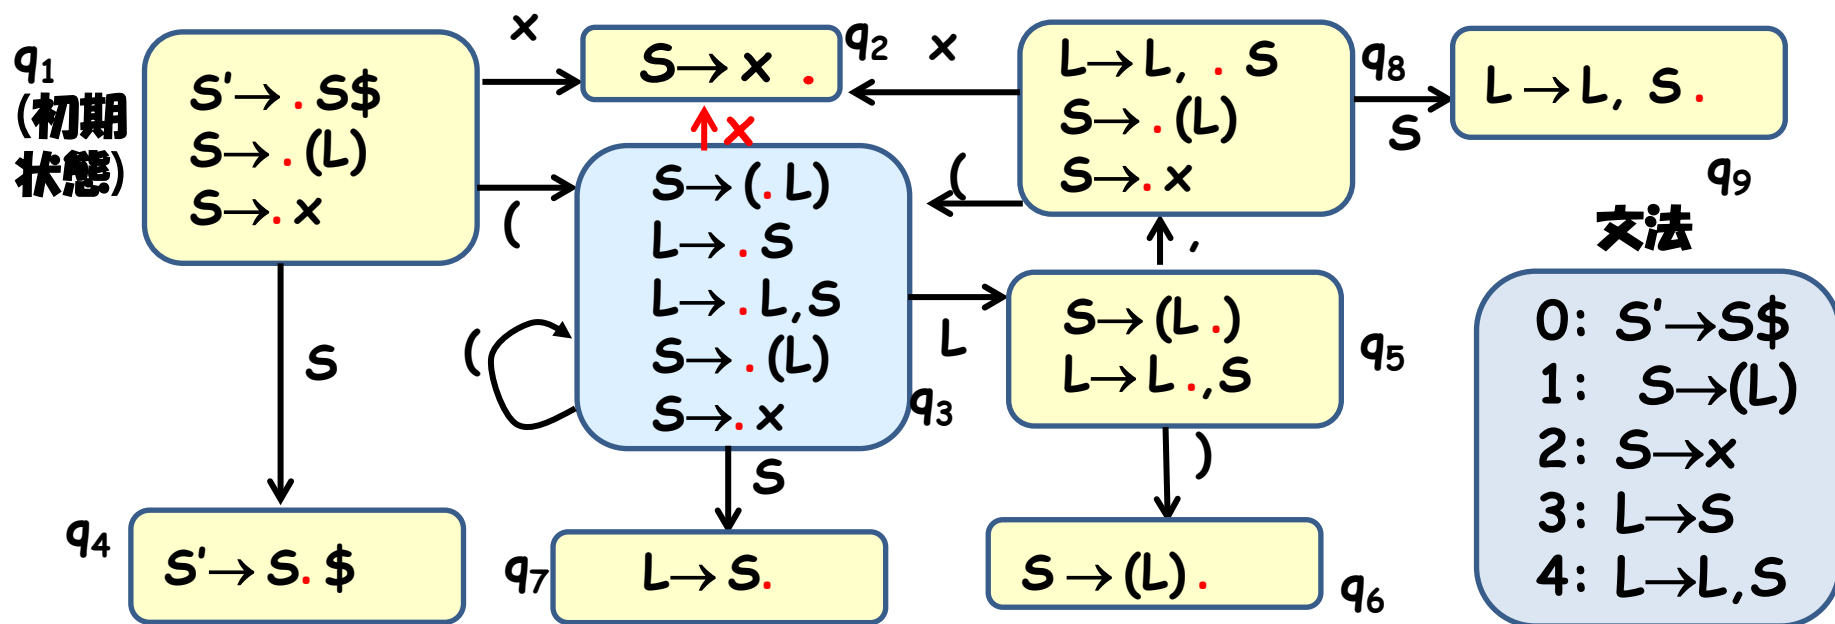 q1
(初期
状態)
S'→ . S$
S→ . (L)
S→. x
x
(
S
S→ x .
q2
x
x
L→L, . S
S→. (L)
S→. x
q8
S
L →L, S .
q9
(
(
S→ (. L)
L→ . S
L→ . L,S
S→ . (L)
S→. x
q3
L
,
S→ (L .)
L→L .,S
q5
)
S
q4
S'→ S. $
q7
L→ S.
S →(L) .
q6
文法
0: S'→S$
1: S→(L)
2: S→x
3: L→S
4: L→L,S